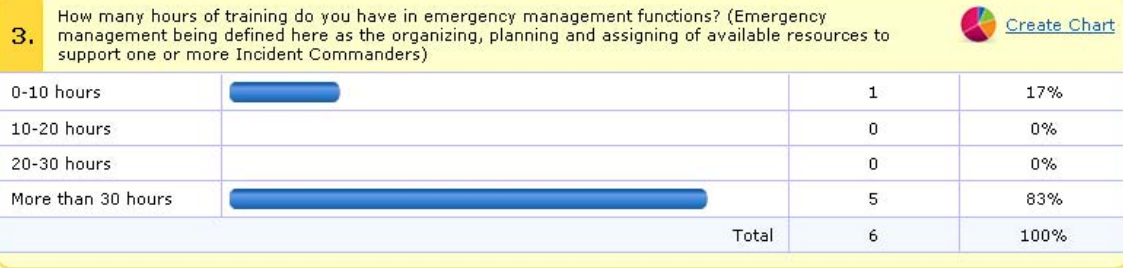 3.
How many hours of training do you have in emergency management functions? (Emergency
management being defined here as the organizing, planning and assigning of available resources to
support one or more Incident Commanders)
Create Chart
0-10 hours 1 17%
10-20 hours 0 0%
20-30 hours 0 0%
More than 30 hours 5 83%
Total 6 100%